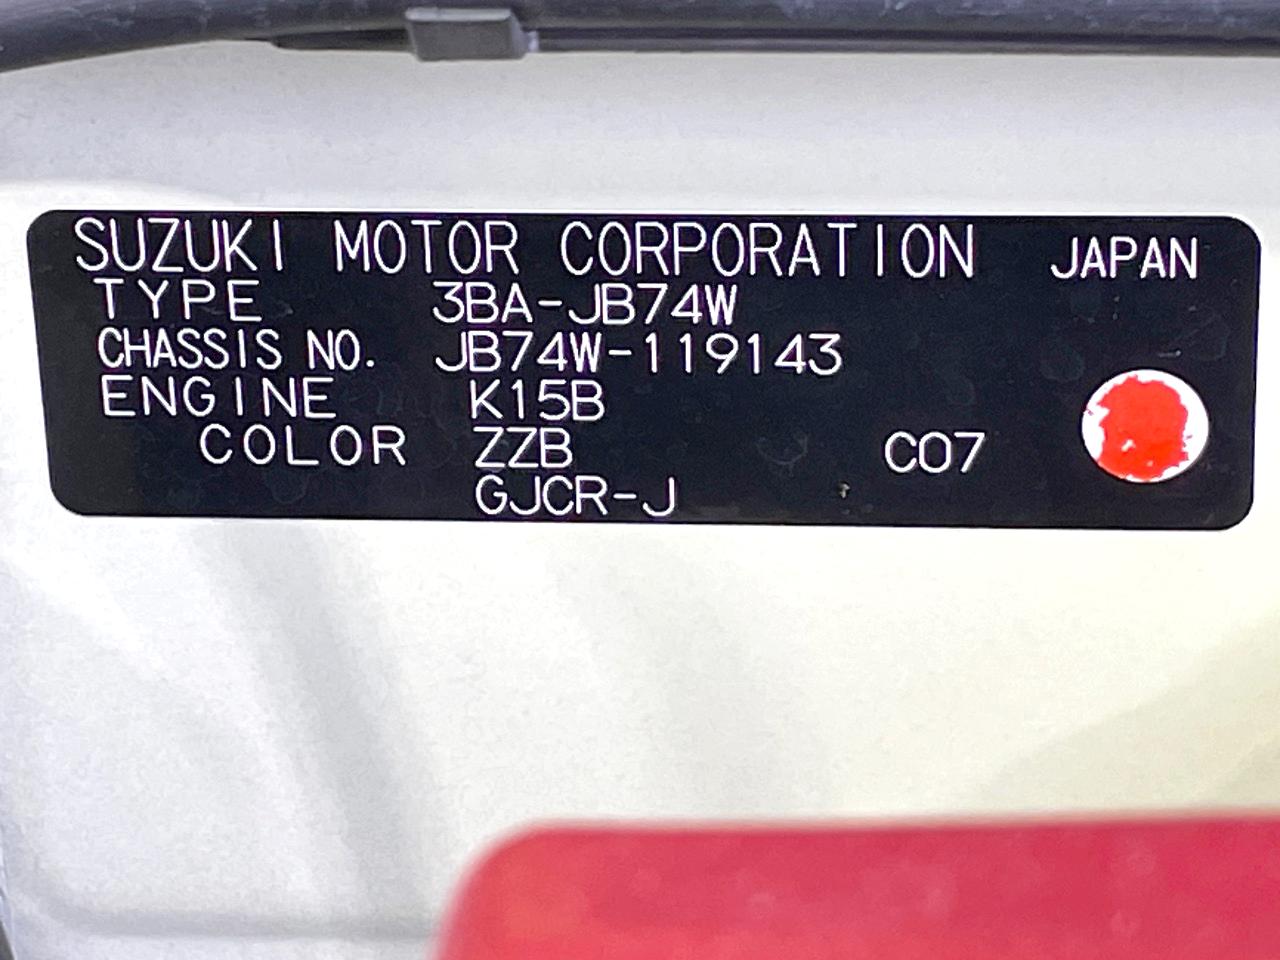 SUZUKI MOTOR CORPORATION JAPAN
TYPE 3BA-JB74W
CHASSIS NO. JB74W-119143
ENGINE K15B
COLOR ZZB C07
GJCR-J